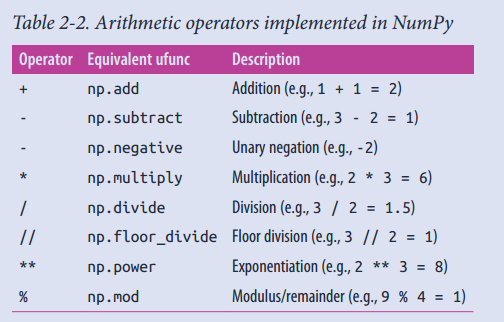 Table 2-2. Arithmetic operators implemented in NumPy
Operator Equivalent ufunc Description
+ np.add Addition (e.g., 1 + 1 = 2)
- np.subtract Subtraction (e.g., 3 - 2 = 1)
- np.negative Unary negation (e.g., -2)
* np.multiply Multiplication (e.g., 2 * 3 = 6)
/ np.divide Division (e.g., 3 / 2 = 1.5)
// np.floor_divide Floor division (e.g., 3 // 2 = 1)
** np.power Exponentiation (e.g., 2 ** 3 = 8)
% np.mod Modulus/remainder (e.g., 9 % 4 = 1)